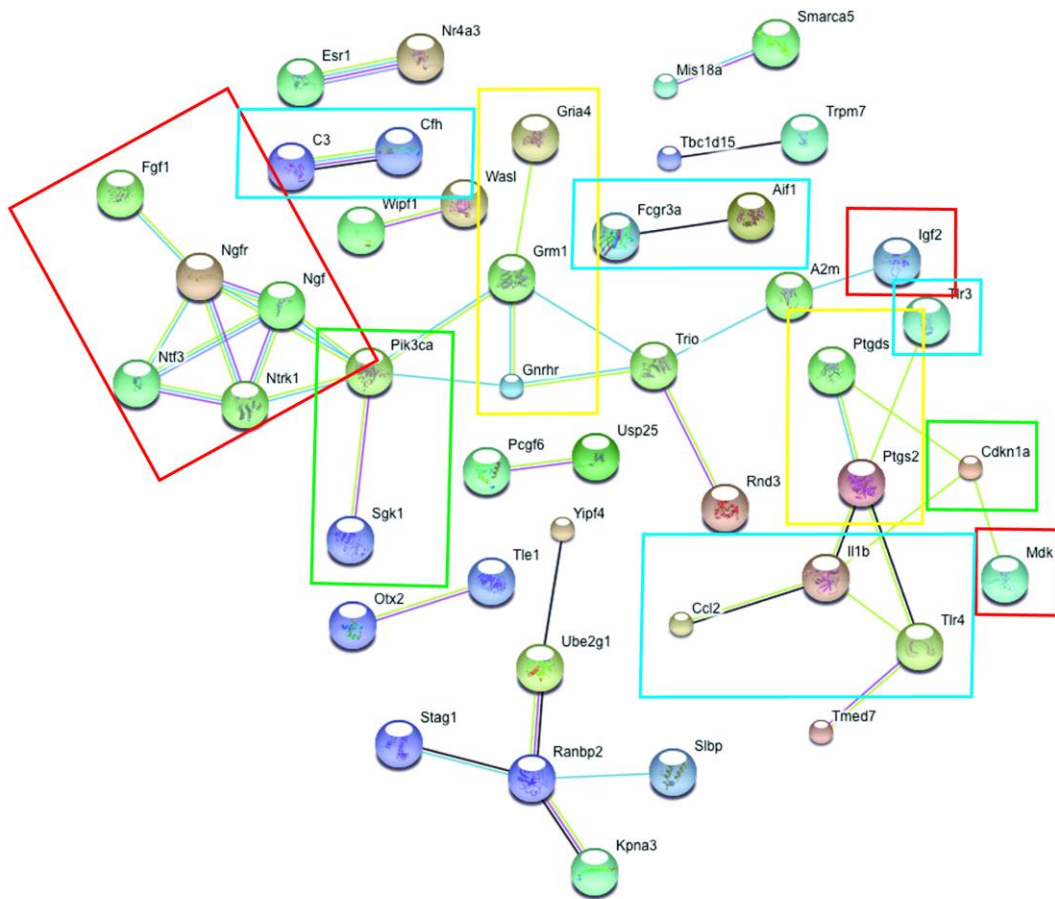 Smarca5
Nr4a3
Esr1
Mis18a
Gria4
Cfh
C3
Trpm7
Tbc1d15
Fgf1
Wasl
Wipf1
Aif1
Fcgr3a
Igf2
Ngfr
Ngf
Grm1
A2m
Tlr3
Ptgds
Pik3ca
Trio
Ntf3
Gnrhr
Ntrk1
Usp25
Pcgf6
Cdkn1a
Ptgs2
Rnd3
Sgk1
Yipf4
Il1b
Mdk
Tle1
Otx2
Ccl2
Tlr4
Ube2g1
Tmed7
Stag1
Ranbp2
Slbp
Kpna3